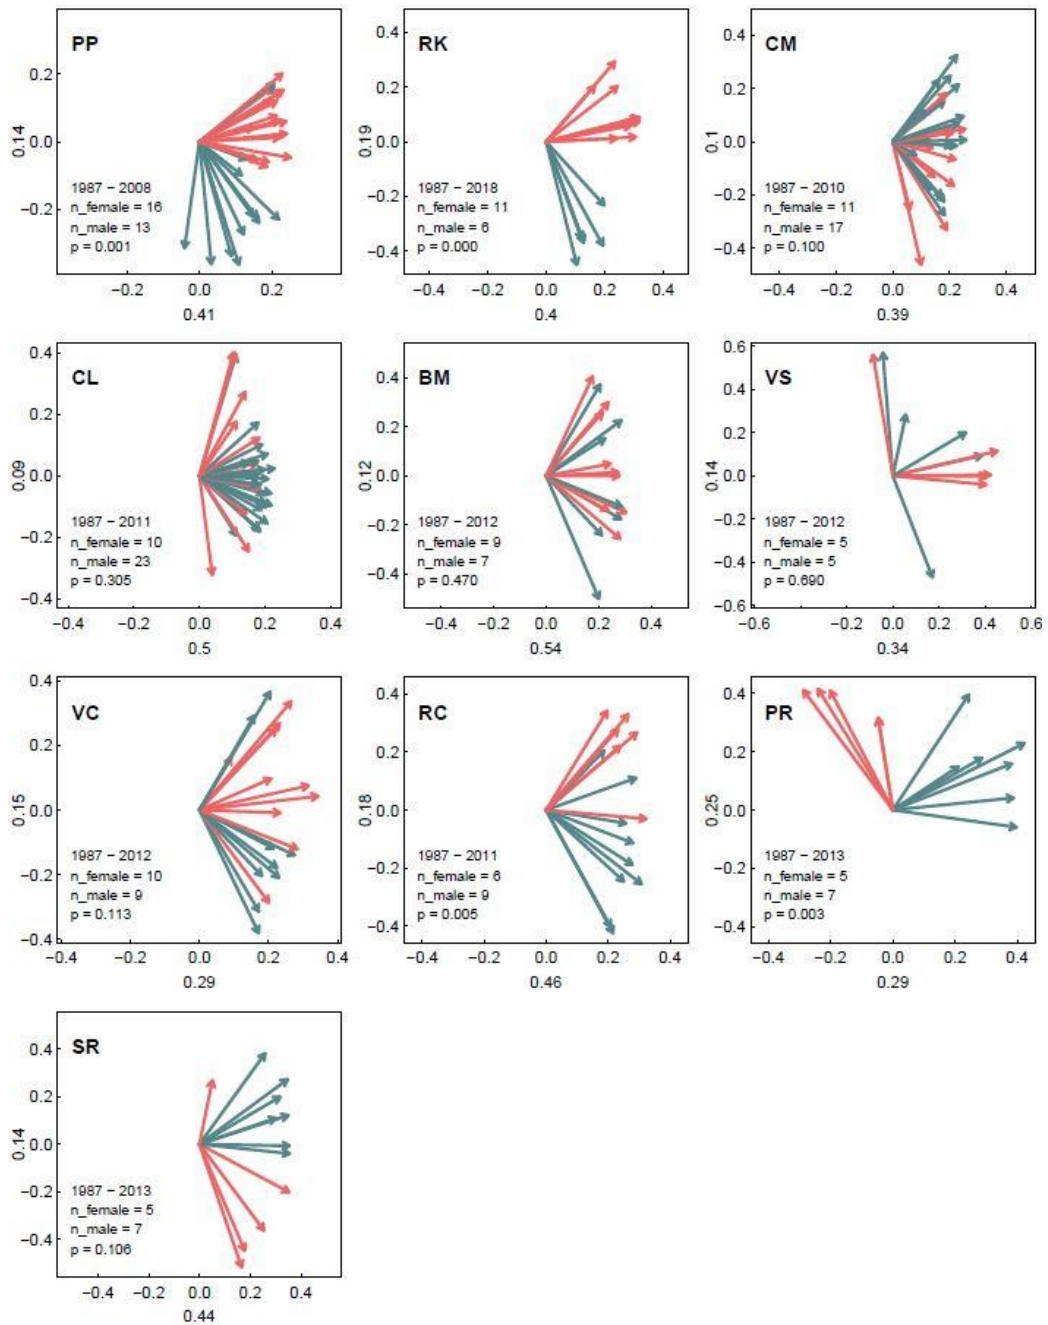 PP
0.2
0.0
−0.2
0.14
1987 − 2008
n_female = 16
n_male = 13
p = 0.001
−0.2 0.0 0.2
0.41
RK
0.4
0.2
0.0
−0.2
−0.4
0.19
1987 − 2018
n_female = 11
n_male = 6
p = 0.000
−0.4 −0.2 0.0 0.2 0.4
0.4
CM
0.4
0.2
0.0
−0.2
−0.4
0.1
1987 − 2010
n_female = 11
n_male = 17
p = 0.100
−0.4 −0.2 0.0 0.2 0.4
0.39
CL
0.4
0.2
0.0
−0.2
−0.4
0.09
1987 − 2011
n_female = 10
n_male = 23
p = 0.305
−0.4 −0.2 0.0 0.2 0.4
0.5
BM
0.4
0.2
0.0
−0.2
−0.4
0.12
1987 − 2012
n_female = 9
n_male = 7
p = 0.470
−0.4 −0.2 0.0 0.2 0.4
0.54
VS
0.6
0.4
0.2
0.0
−0.2
−0.4
−0.6
0.14
1987 − 2012
n_female = 5
n_male = 5
p = 0.690
−0.6 −0.2 0.0 0.2 0.4 0.6
0.34
VC
0.4
0.2
0.0
−0.2
−0.4
0.15
1987 − 2012
n_female = 10
n_male = 9
p = 0.113
−0.4 −0.2 0.0 0.2 0.4
0.29
RC
0.4
0.2
0.0
−0.2
−0.4
0.18
1987 − 2011
n_female = 6
n_male = 9
p = 0.005
−0.4 −0.2 0.0 0.2 0.4
0.46
PR
0.4
0.2
0.0
−0.2
−0.4
0.25
1987 − 2013
n_female = 5
n_male = 7
p = 0.003
−0.4 −0.2 0.0 0.2 0.4
0.29
SR
0.4
0.2
0.0
−0.2
−0.4
0.14
1987 − 2013
n_female = 5
n_male = 7
p = 0.106
−0.4 −0.2 0.0 0.2 0.4
0.44